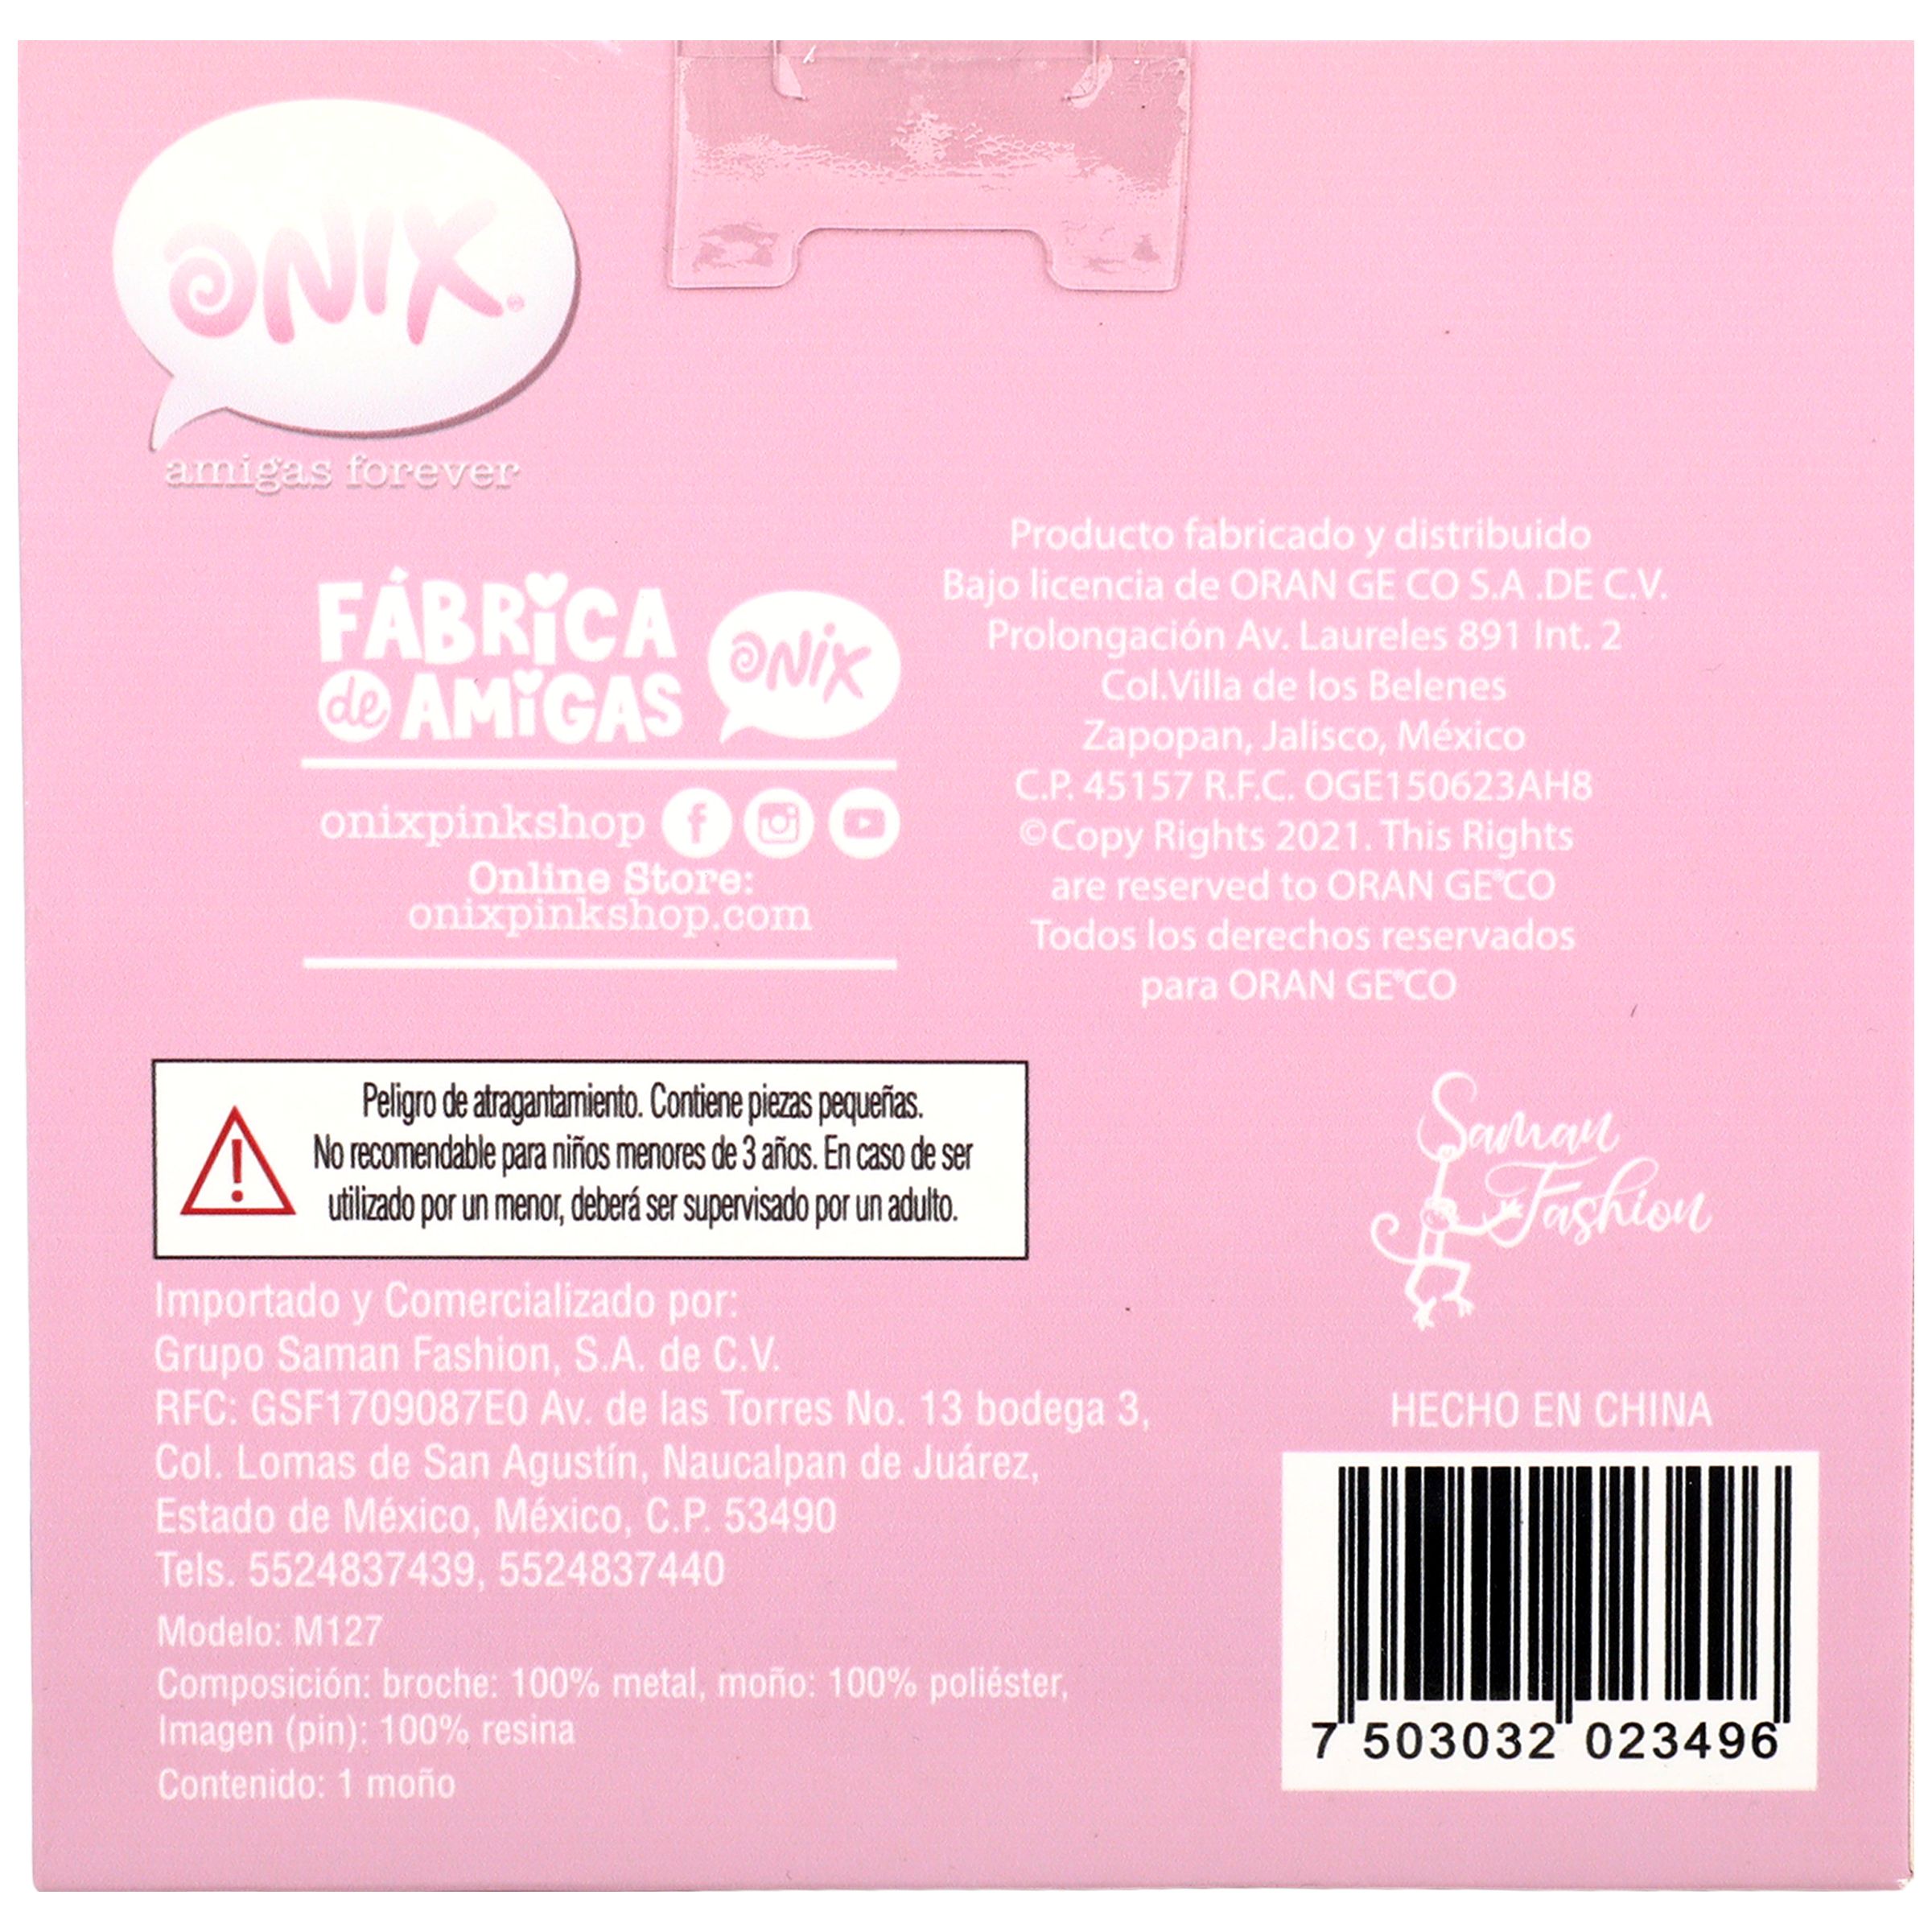 ONIX®
amigas forever
FÁBRICA
de AMIGAS
ONIX
onixpinkshop
Online Store:
onixpinkshop.com
Producto fabricado y distribuido
Bajo licencia de ORAN GE CO S.A .DE C.V.
Prolongación Av. Laureles 891 Int. 2
Col.Villa de los Belenes
Zapopan, Jalisco, México
C.P. 45157 R.F.C. OGE150623AH8
©Copy Rights 2021. This Rights
are reserved to ORAN GE®CO
Todos los derechos reservados
para ORAN GE®CO
Peligro de atragantamiento. Contiene piezas pequeñas.
No recomendable para niños menores de 3 años. En caso de ser
utilizado por un menor, deberá ser supervisado por un adulto.
Saman
Fashion
Importado y Comercializado por:
Grupo Saman Fashion, S.A. de C.V.
RFC: GSF1709087E0 Av. de las Torres No. 13 bodega 3,
Col. Lomas de San Agustín, Naucalpan de Juárez,
Estado de México, México, C.P. 53490
Tels. 5524837439, 5524837440
Modelo: M127
Composición: broche: 100% metal, moño: 100% poliéster,
Imagen (pin): 100% resina
Contenido: 1 moño
HECHO EN CHINA
7 503032 023496